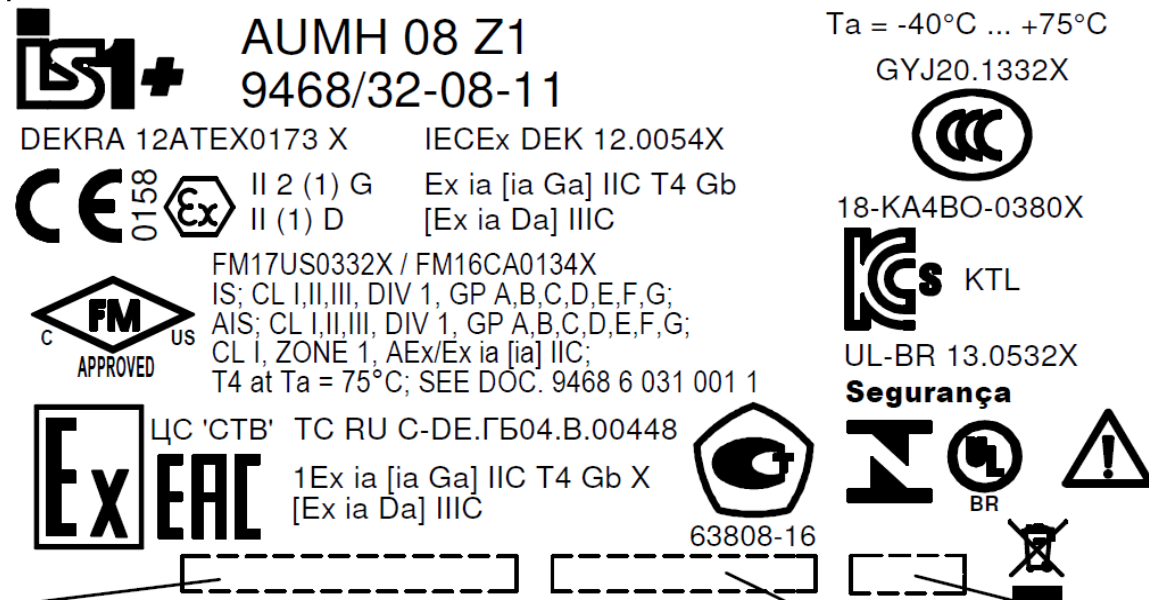 is1+
AUMH 08 Z1
9468/32-08-11
DEKRA 12ATEX0173 X IECEx DEK 12.0054X
CE 0158 Ex II 2 (1) G Ex ia [ia Ga] IIC T4 Gb
II (1) D [Ex ia Da] IIIC
FM17US0332X / FM16CA0134X
IS; CL I,II,III, DIV 1, GP A,B,C,D,E,F,G;
AIS; CL I,II,III, DIV 1, GP A,B,C,D,E,F,G;
CL I, ZONE 1, AEx/Ex ia [ia] IIC;
T4 at Ta = 75°C; SEE DOC. 9468 6 031 001 1
FM
C US
APPROVED
Ex EAC
ЦС 'СТВ' TC RU C-DE.ГБ04.B.00448
1Ex ia [ia Ga] IIC T4 Gb X
[Ex ia Da] IIIC
63808-16
Ta = -40°C ... +75°C
GYJ20.1332X
CCC
18-KA4BO-0380X
KCs KTL
UL-BR 13.0532X
Segurança
UL
BR